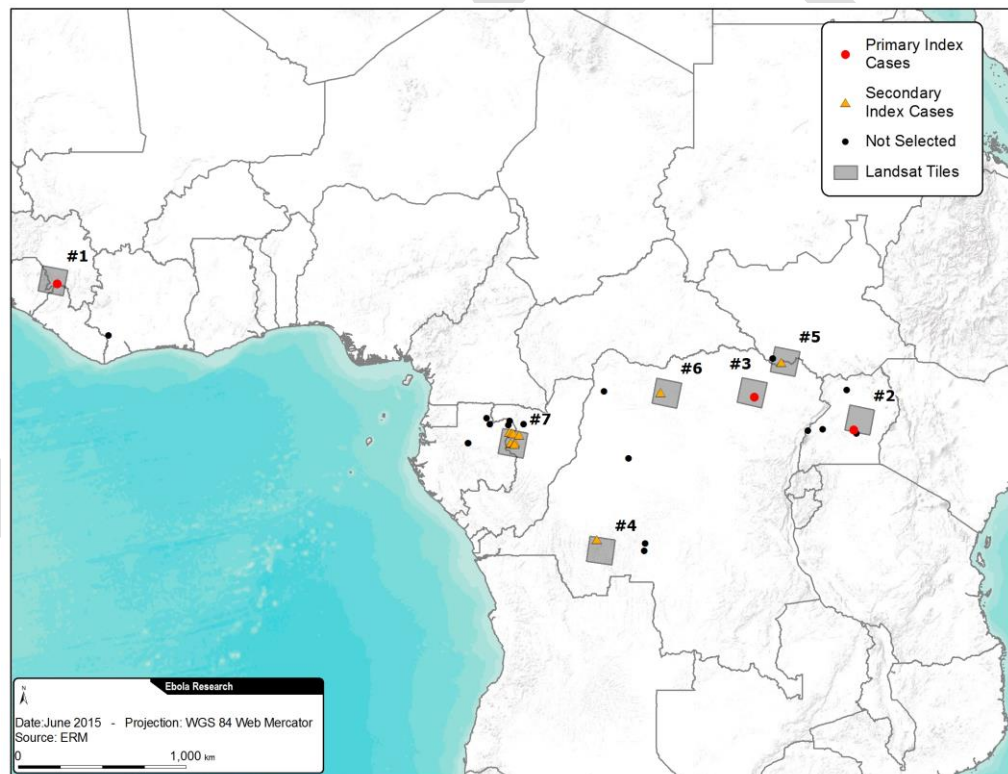 Primary Index
Cases
Secondary
Index Cases
Not Selected
Landsat Tiles
#1
#5
#6
#3
#2
#7
#4
N
Ebola Research
Date:June 2015 - Projection: WGS 84 Web Mercator
Source: ERM
0 1,000 km